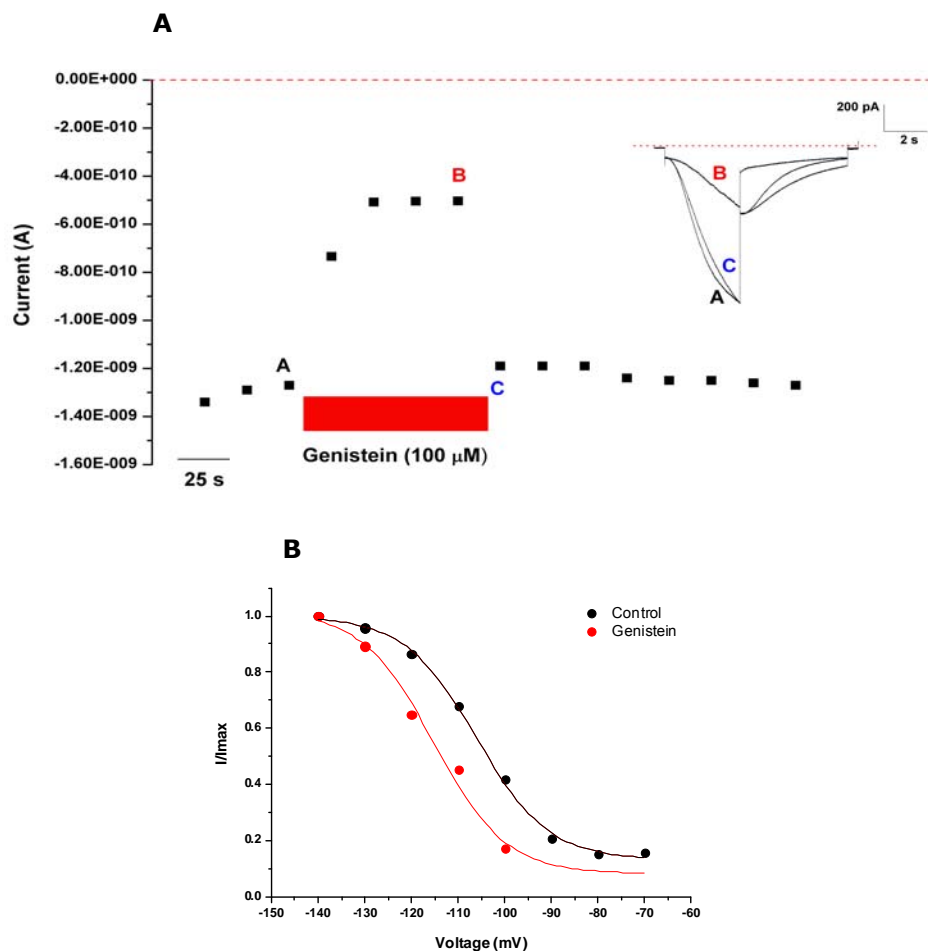 A
0.00E+000
-2.00E-010
-4.00E-010
-6.00E-010
-8.00E-010
-1.00E-009
-1.20E-009
-1.40E-009
-1.60E-009
Current (A)
A
B
C
25 s
Genistein (100 μM)
200 pA
2 s
B
C
A
B
1.0
0.8
0.6
0.4
0.2
0.0
I/Imax
Control
Genistein
-150 -140 -130 -120 -110 -100 -90 -80 -70 -60
Voltage (mV)